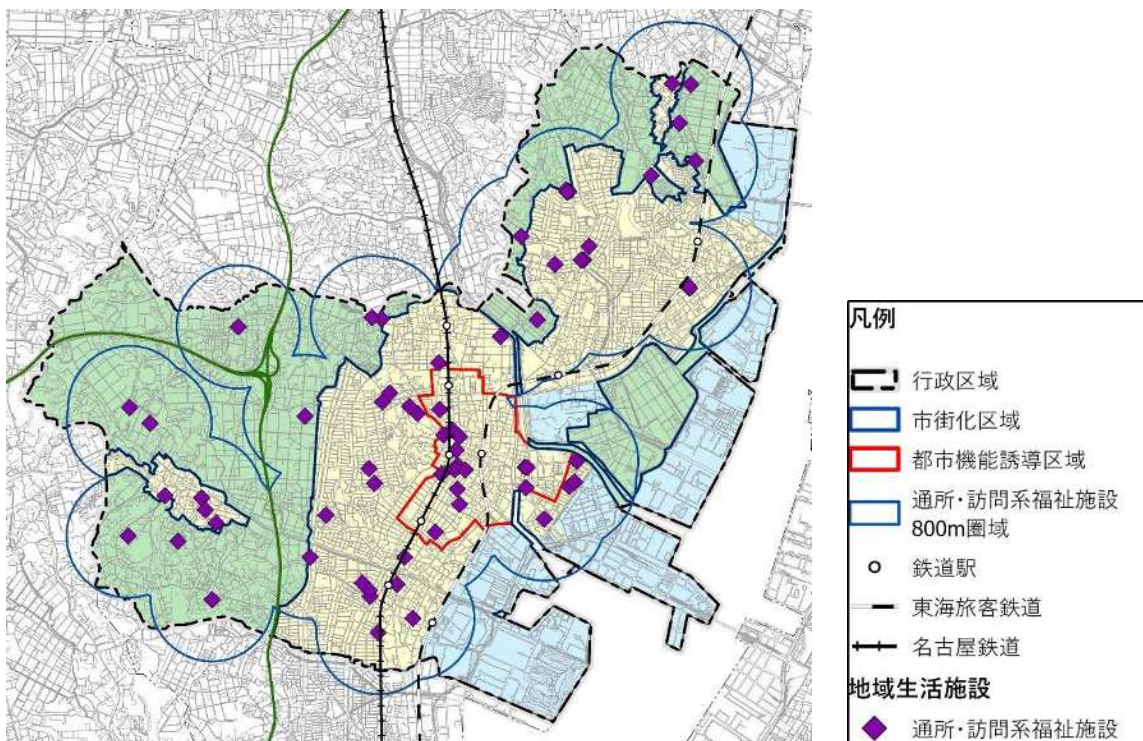 凡例
行政区域
市街化区域
都市機能誘導区域
通所・訪問系福祉施設
800m圏域
鉄道駅
東海旅客鉄道
名古屋鉄道
地域生活施設
通所・訪問系福祉施設